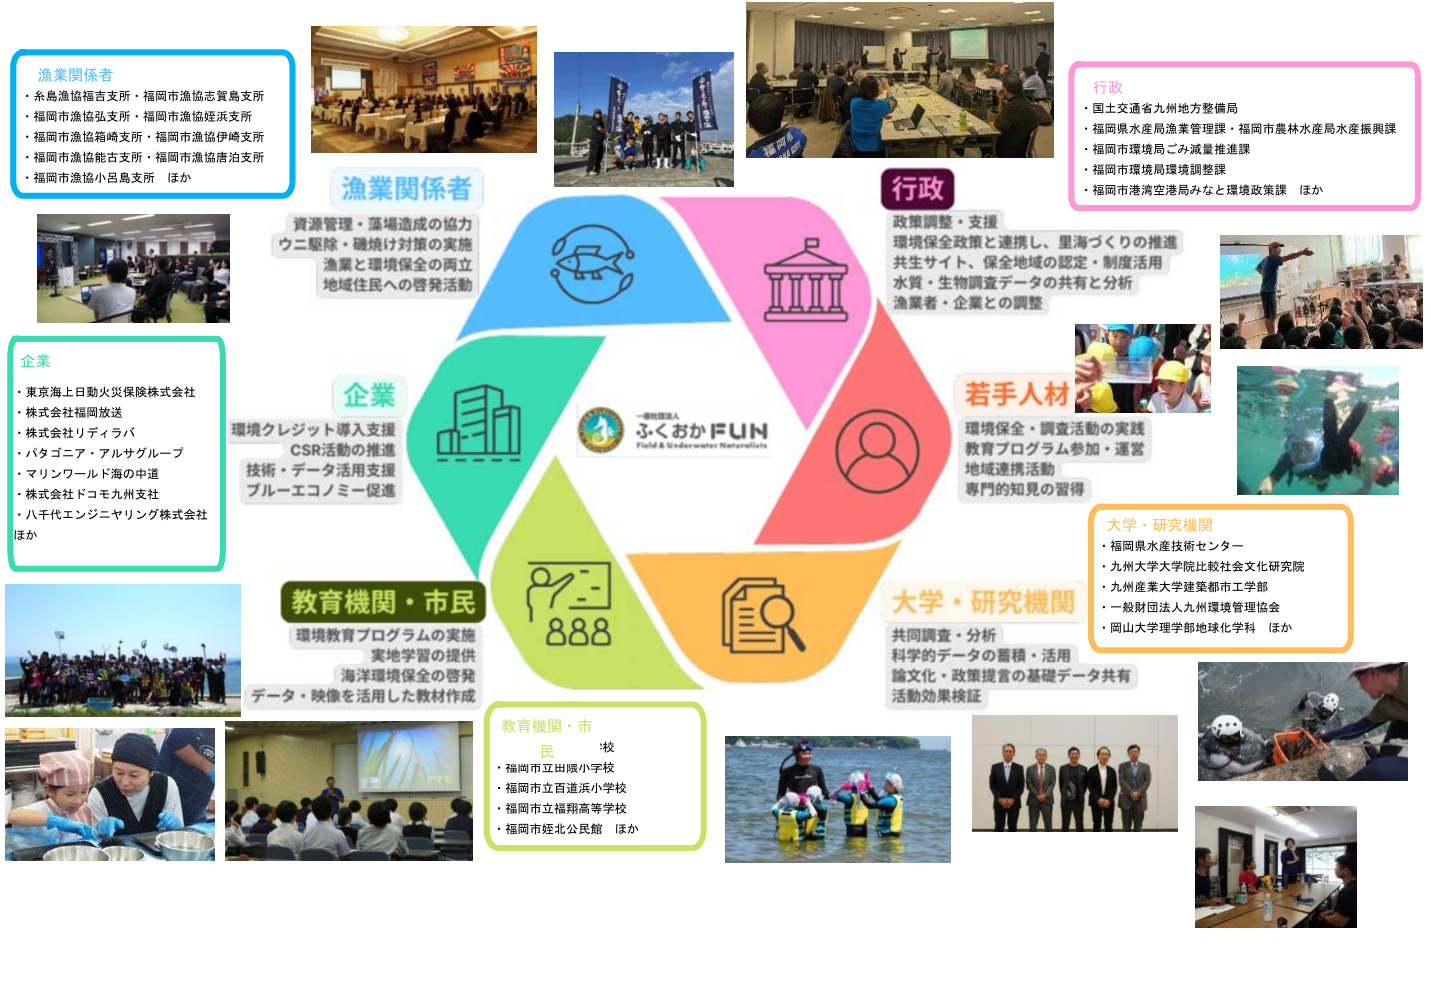 漁業関係者
・糸島漁協福吉支所・福岡市漁協志賀島支所
・福岡市漁協弘支所・福岡市漁協姪浜支所
・福岡市漁協箱崎支所・福岡市漁協伊崎支所
・福岡市漁協能古支所・福岡市漁協唐泊支所
・福岡市漁協小呂島支所　ほか
行政
・国土交通省九州地方整備局
・福岡県水産局漁業管理課・福岡市農林水産局水産振興課
・福岡市環境局ごみ減量推進課
・福岡市環境局環境調整課
・福岡市港湾空港局みなと環境政策課　ほか
福岡市
漁業関係者
資源管理・藻場造成の協力
ウニ駆除・磯焼け対策の実施
漁業と環境保全の両立
地域住民への啓発活動
行政
政策調整・支援
環境保全政策と連携し、里海づくりの推進
共生サイト、保全地域の認定・制度活用
水質・生物調査データの共有と分析
漁業者・企業との調整
企業
・東京海上日動火災保険株式会社
・株式会社福岡放送
・株式会社リディラバ
・パタゴニア・アルサグループ
・マリンワールド海の中道
・株式会社ドコモ九州支社
・八千代エンジニヤリング株式会社
ほか
企業
環境クレジット導入支援
CSR活動の推進
技術・データ活用支援
ブルーエコノミー促進
一般社団法人
ふくおかFUN
Field & Underwater Naturalists
若手人材
環境保全・調査活動の実践
教育プログラム参加・運営
地域連携活動
専門的知見の習得
大学・研究機関
・福岡県水産技術センター
・九州大学大学院比較社会文化研究院
・九州産業大学建築都市工学部
・一般財団法人九州環境管理協会
・岡山大学理学部地球化学科　ほか
教育機関・市民
環境教育プログラムの実施
実地学習の提供
海洋環境保全の啓発
データ・映像を活用した教材作成
大学・研究機関
共同調査・分析
科学的データの蓄積・活用
論文化・政策提言の基礎データ共有
活動効果検証
教育機関・市
民
校
・福岡市立田隈小学校
・福岡市立百道浜小学校
・福岡市立福翔高等学校
・福岡市姪北公民館　ほか
アマモ